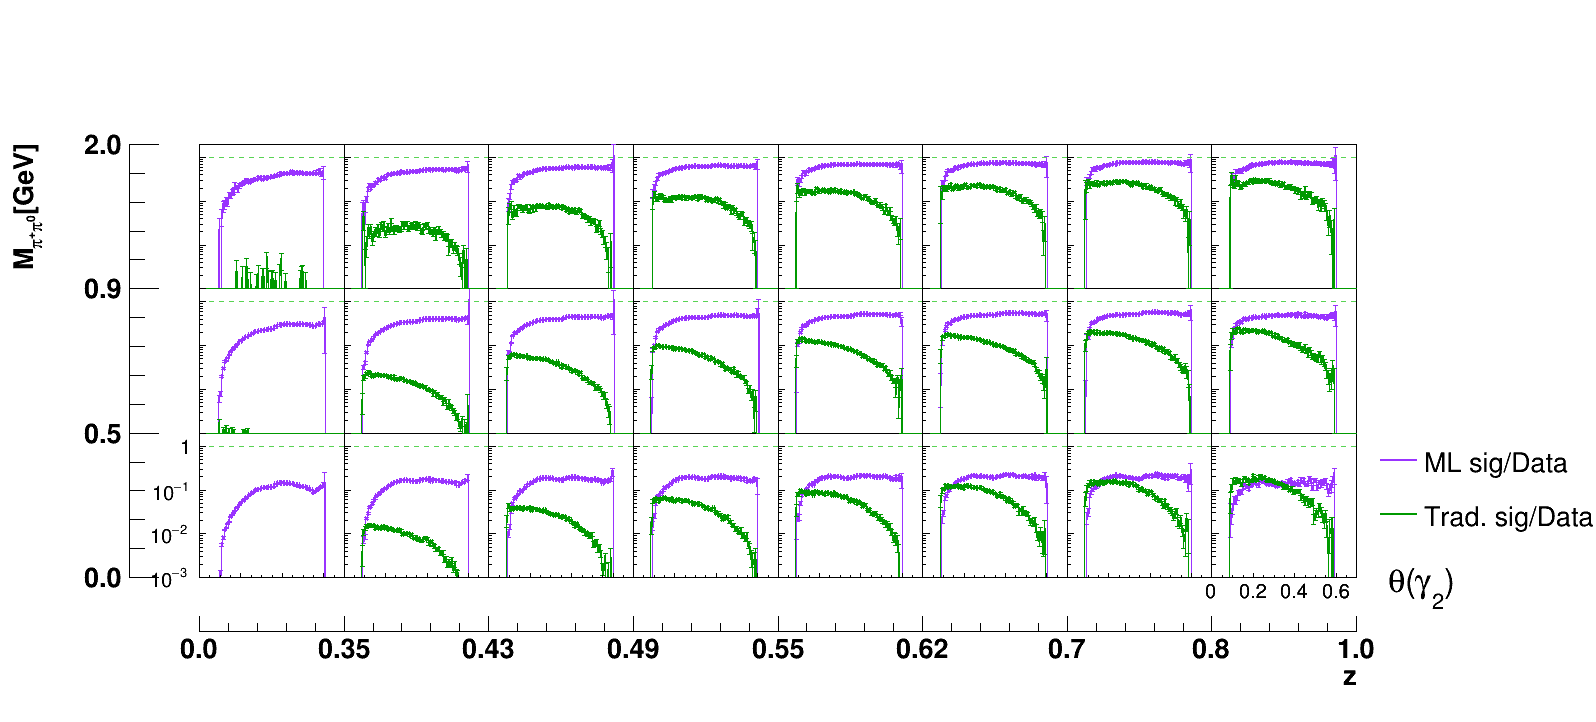 M_{π⁺π⁰}[GeV]
2.0
0.9
0.5
0.0
1
10⁻¹
10⁻²
10⁻³
ML sig/Data
Trad. sig/Data
0 0.2 0.4 0.6
θ(γ₂)
0.0 0.35 0.43 0.49 0.55 0.62 0.7 0.8 1.0
z